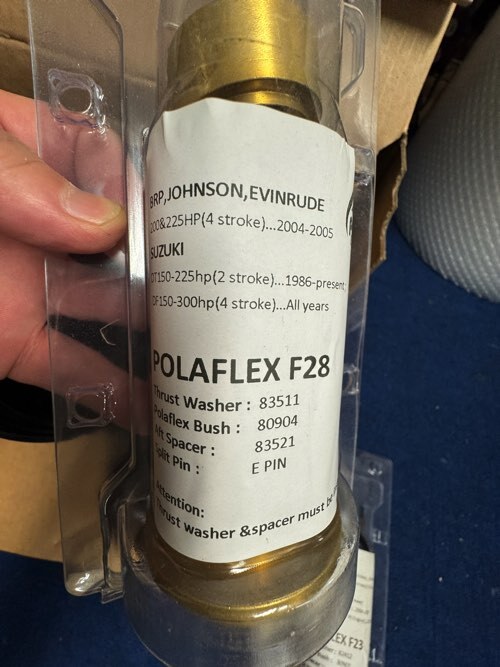 BRP,JOHNSON,EVINRUDE
200&225HP(4 stroke)...2004-2005
SUZUKI
DT150-225hp(2 stroke)...1986-present;
DF150-300hp(4 stroke)...All years
POLAFLEX F28
Thrust Washer : 83511
Polaflex Bush : 80904
Aft Spacer : 83521
Split Pin : E PIN
Attention:
Thrust washer &spacer must be
LEX F23